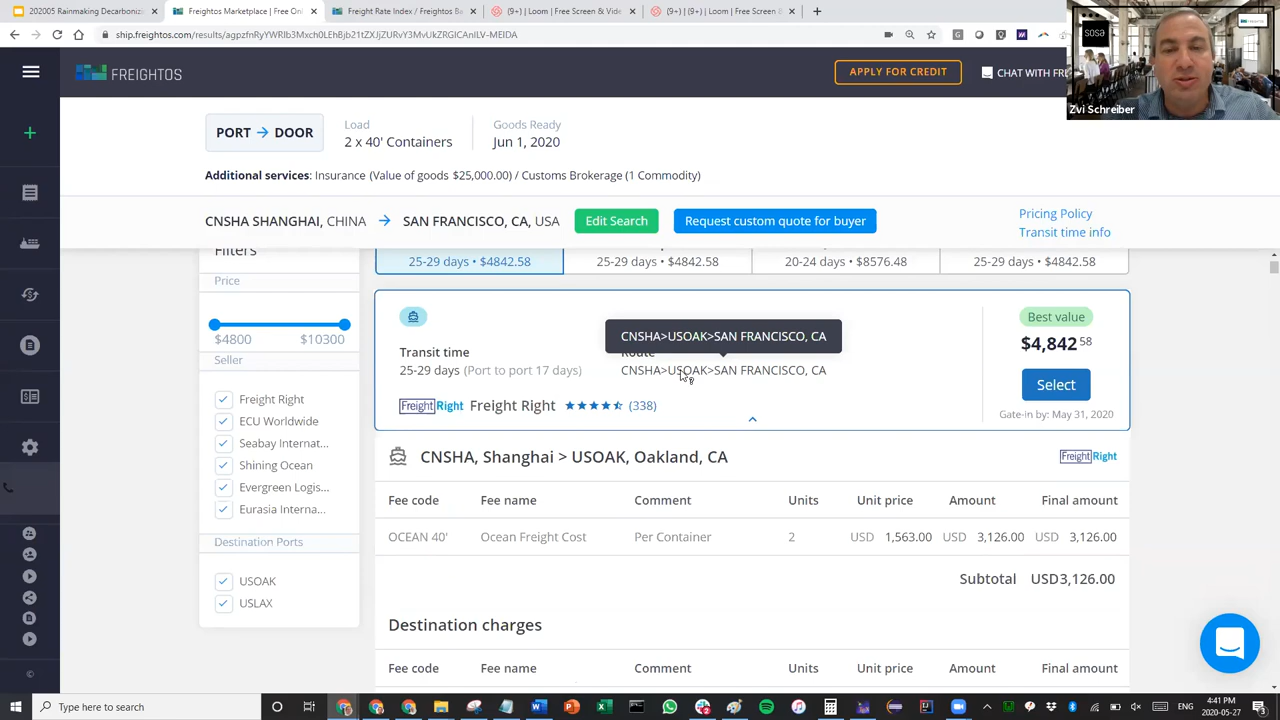 202005 Rainmaking Decarboniz
Freightos Marketplace | Free Onl
Freight Rate Index / Freightos Ba
(9+) | Loom | Free Screen & Vide
(9+) | Loom | Free Screen &
SOSA
Zvi Schreiber
FREIGHTOS
APPLY FOR CREDIT
CHAT WITH FRE
PORT → DOOR
Load
2 x 40' Containers
Goods Ready
Jun 1, 2020
Additional services: Insurance (Value of goods $25,000.00) / Customs Brokerage (1 Commodity)
CNSHA SHANGHAI, CHINA → SAN FRANCISCO, CA, USA
Edit Search
Request custom quote for buyer
Pricing Policy
Transit time info
Filters
25-29 days • $4842.58
25-29 days • $4842.58
20-24 days • $8576.48
25-29 days • $4842.58
Price
$4800
$10300
Seller
Freight Right
ECU Worldwide
Seabay Internat...
Shining Ocean
Evergreen Logis...
Eurasia Interna...
Destination Ports
USOAK
USLAX
CNSHA>USOAK>SAN FRANCISCO, CA
Transit time
25-29 days (Port to port 17 days)
Route
CNSHA>USOAK>SAN FRANCISCO, CA
FreightRight Freight Right (338)
Best value
$4,842 58
Select
Gate-in by: May 31, 2020
CNSHA, Shanghai > USOAK, Oakland, CA
FreightRight
Fee code Fee name Comment Units Unit price Amount Final amount
OCEAN 40' Ocean Freight Cost Per Container 2 USD 1,563.00 USD 3,126.00 USD 3,126.00
Subtotal USD3,126.00
Destination charges
Fee code Fee name Comment Units Unit price Amount Final amount
Type here to search
ENG
4:41 PM
2020-05-27